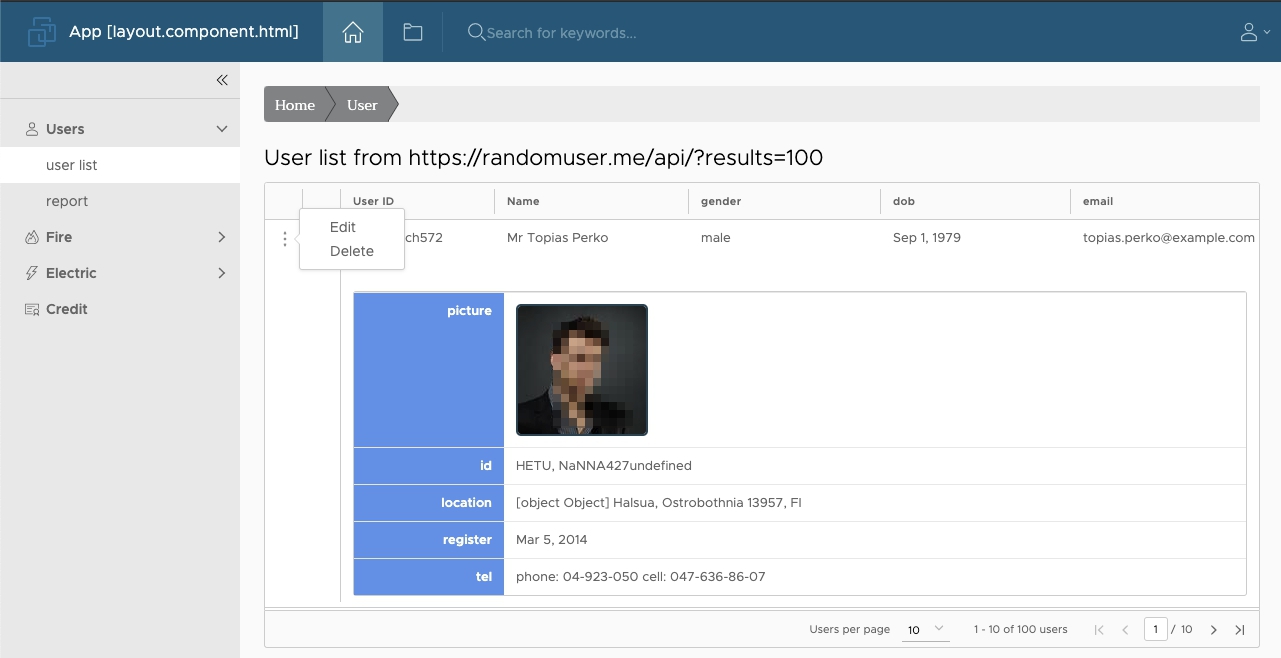 App [layout.component.html]
Search for keywords...
Users
user list
report
Fire
Electric
Credit
Home
User
User list from https://randomuser.me/api/?results=100
User ID
Name
gender
dob
email
Edit
Delete
ch572
Mr Topias Perko
male
Sep 1, 1979
topias.perko@example.com
picture
id
HETU, NaNNA427undefined
location
[object Object] Halsua, Ostrobothnia 13957, FI
register
Mar 5, 2014
tel
phone: 04-923-050 cell: 047-636-86-07
Users per page
10
1 - 10 of 100 users
1 / 10